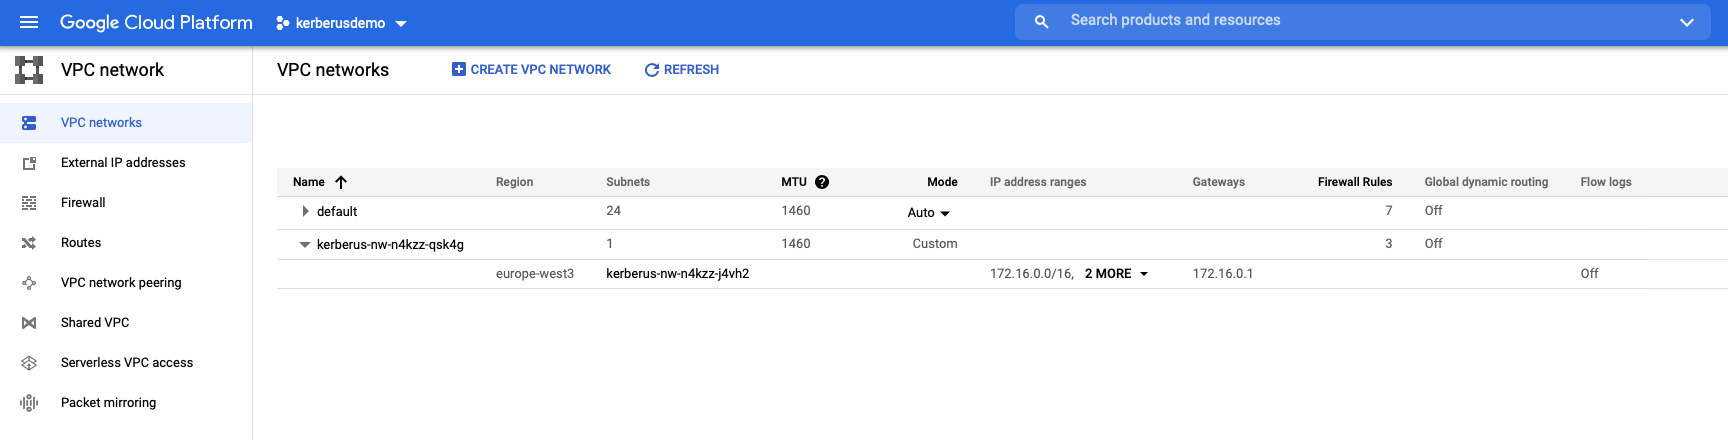 Google Cloud Platform kerberusdemo Search products and resources
VPC network VPC networks CREATE VPC NETWORK REFRESH
VPC networks
External IP addresses
Firewall
Routes
VPC network peering
Shared VPC
Serverless VPC access
Packet mirroring
Name Region Subnets MTU ? Mode IP address ranges Gateways Firewall Rules Global dynamic routing Flow logs
default 24 1460 Auto 7 Off
kerberus-nw-n4kzz-qsk4g 1 1460 Custom 3 Off
europe-west3 kerberus-nw-n4kzz-j4vh2 172.16.0.0/16, 2 MORE 172.16.0.1 Off